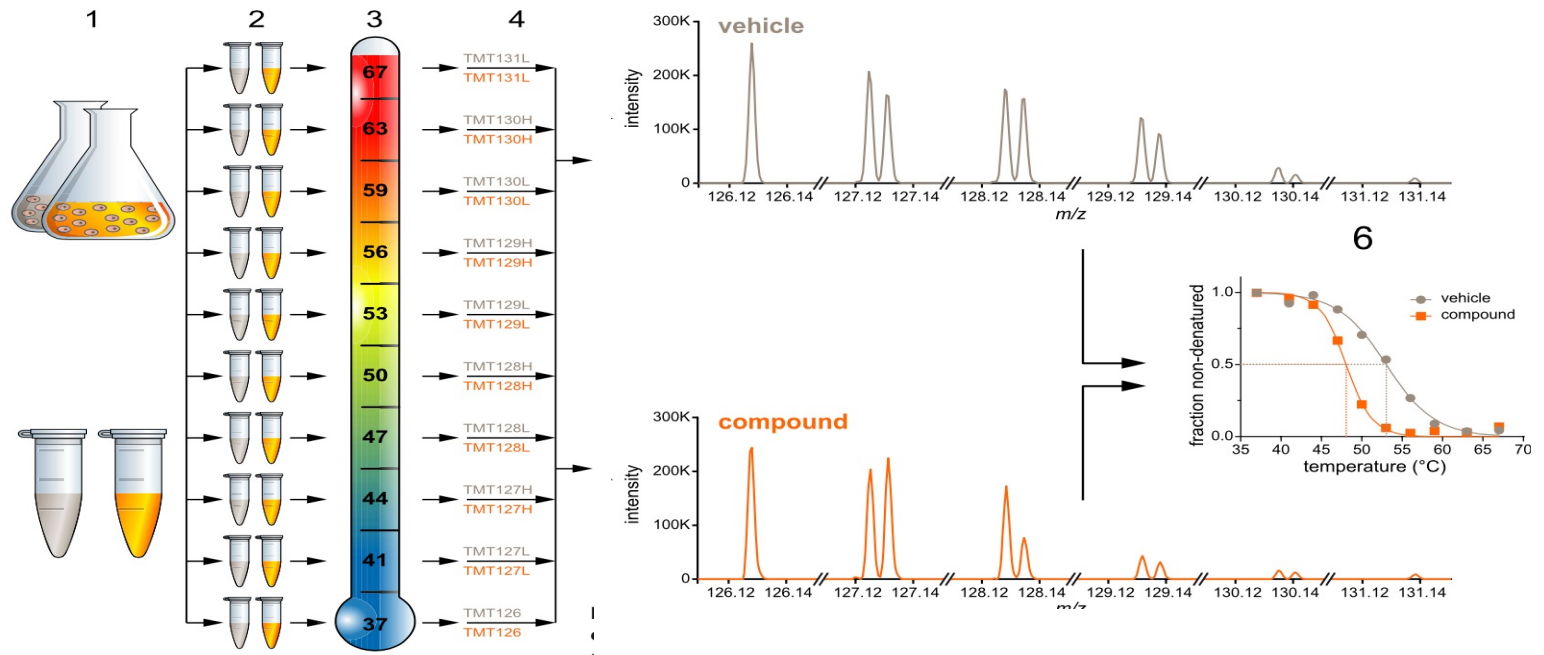 1
2
3
4
67
TMT131L
TMT131L
63
TMT130H
TMT130H
59
TMT130L
TMT130L
56
TMT129H
TMT129H
53
TMT129L
TMT129L
50
TMT128H
TMT128H
47
TMT128L
TMT128L
44
TMT127H
TMT127H
41
TMT127L
TMT127L
37
TMT126
TMT126
vehicle
300K
200K
100K
0
intensity
126.12 126.14 127.12 127.14 128.12 128.14 129.12 129.14 130.12 130.14 131.12 131.14
m/z
compound
300K
200K
100K
0
intensity
126.12 126.14 127.12 127.14 128.12 128.14 129.12 129.14 130.12 130.14 131.12 131.14
m/z
6
vehicle
compound
1.0
0.5
0.0
fraction non-denatured
35 40 45 50 55 60 65 70
temperature (°C)